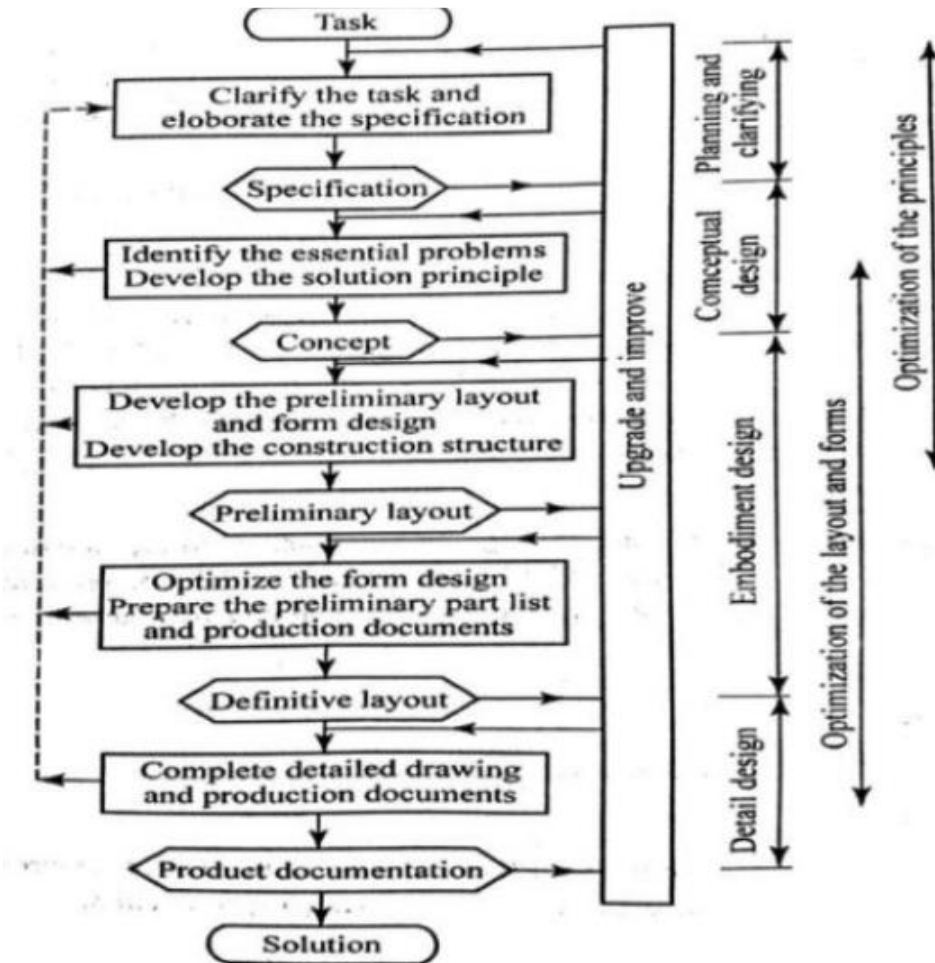 Task
Clarify the task and
eloborate the specification
Specification
Identify the essential problems
Develop the solution principle
Concept
Develop the preliminary layout
and form design
Develop the construction structure
Preliminary layout
Optimize the form design
Prepare the preliminary part list
and production documents
Definitive layout
Complete detailed drawing
and production documents
Product documentation
Solution
Upgrade and improve
Planning and
clarifying
Comceptual
design
Embodiment design
Detail design
Optimization of the layout and forms
Optimization of the principles